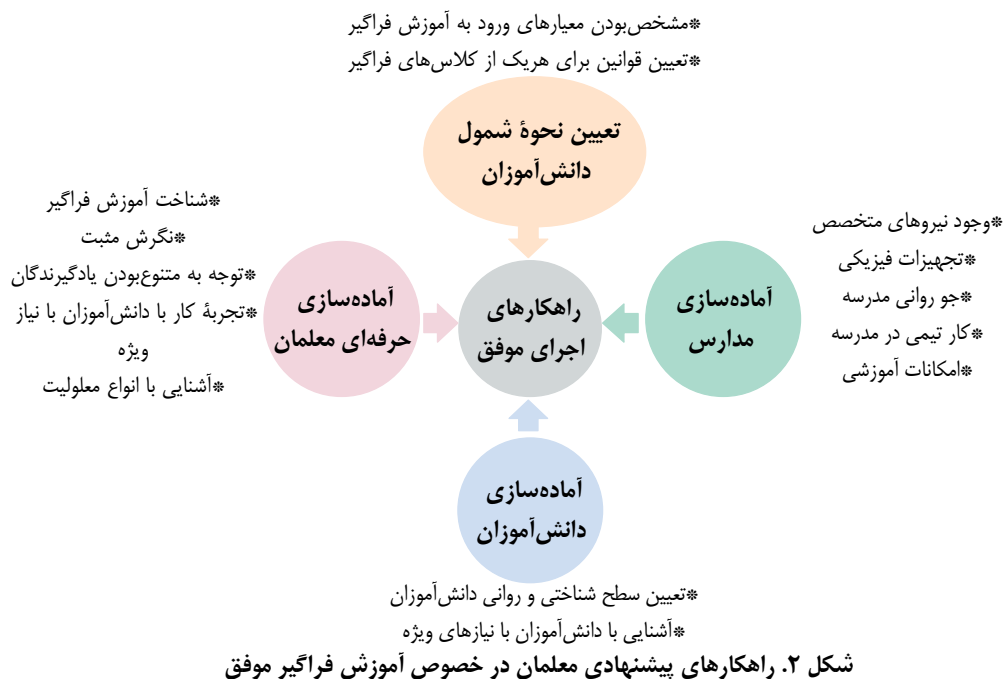 *مشخص‌بودن معیارهای ورود به آموزش فراگیر
*تعیین قوانین برای هریک از کلاس‌های فراگیر
تعیین نحوۀ شمول
دانش‌آموزان
*وجود نیروهای متخصص
*تجهیزات فیزیکی
*جو روانی مدرسه
*کار تیمی در مدرسه
*امکانات آموزشی
آماده‌سازی
مدارس
راهکارهای
اجرای موفق
آماده‌سازی
حرفه‌ای معلمان
*شناخت آموزش فراگیر
*نگرش مثبت
*توجه به متنوع‌بودن یادگیرندگان
*تجربۀ کار با دانش‌آموزان با نیاز
ویژه
*آشنایی با انواع معلولیت
آماده‌سازی
دانش‌آموزان
*تعیین سطح شناختی و روانی دانش‌آموزان
*آشنایی با دانش‌آموزان با نیازهای ویژه
شکل ۲. راهکارهای پیشنهادی معلمان در خصوص آموزش فراگیر موفق